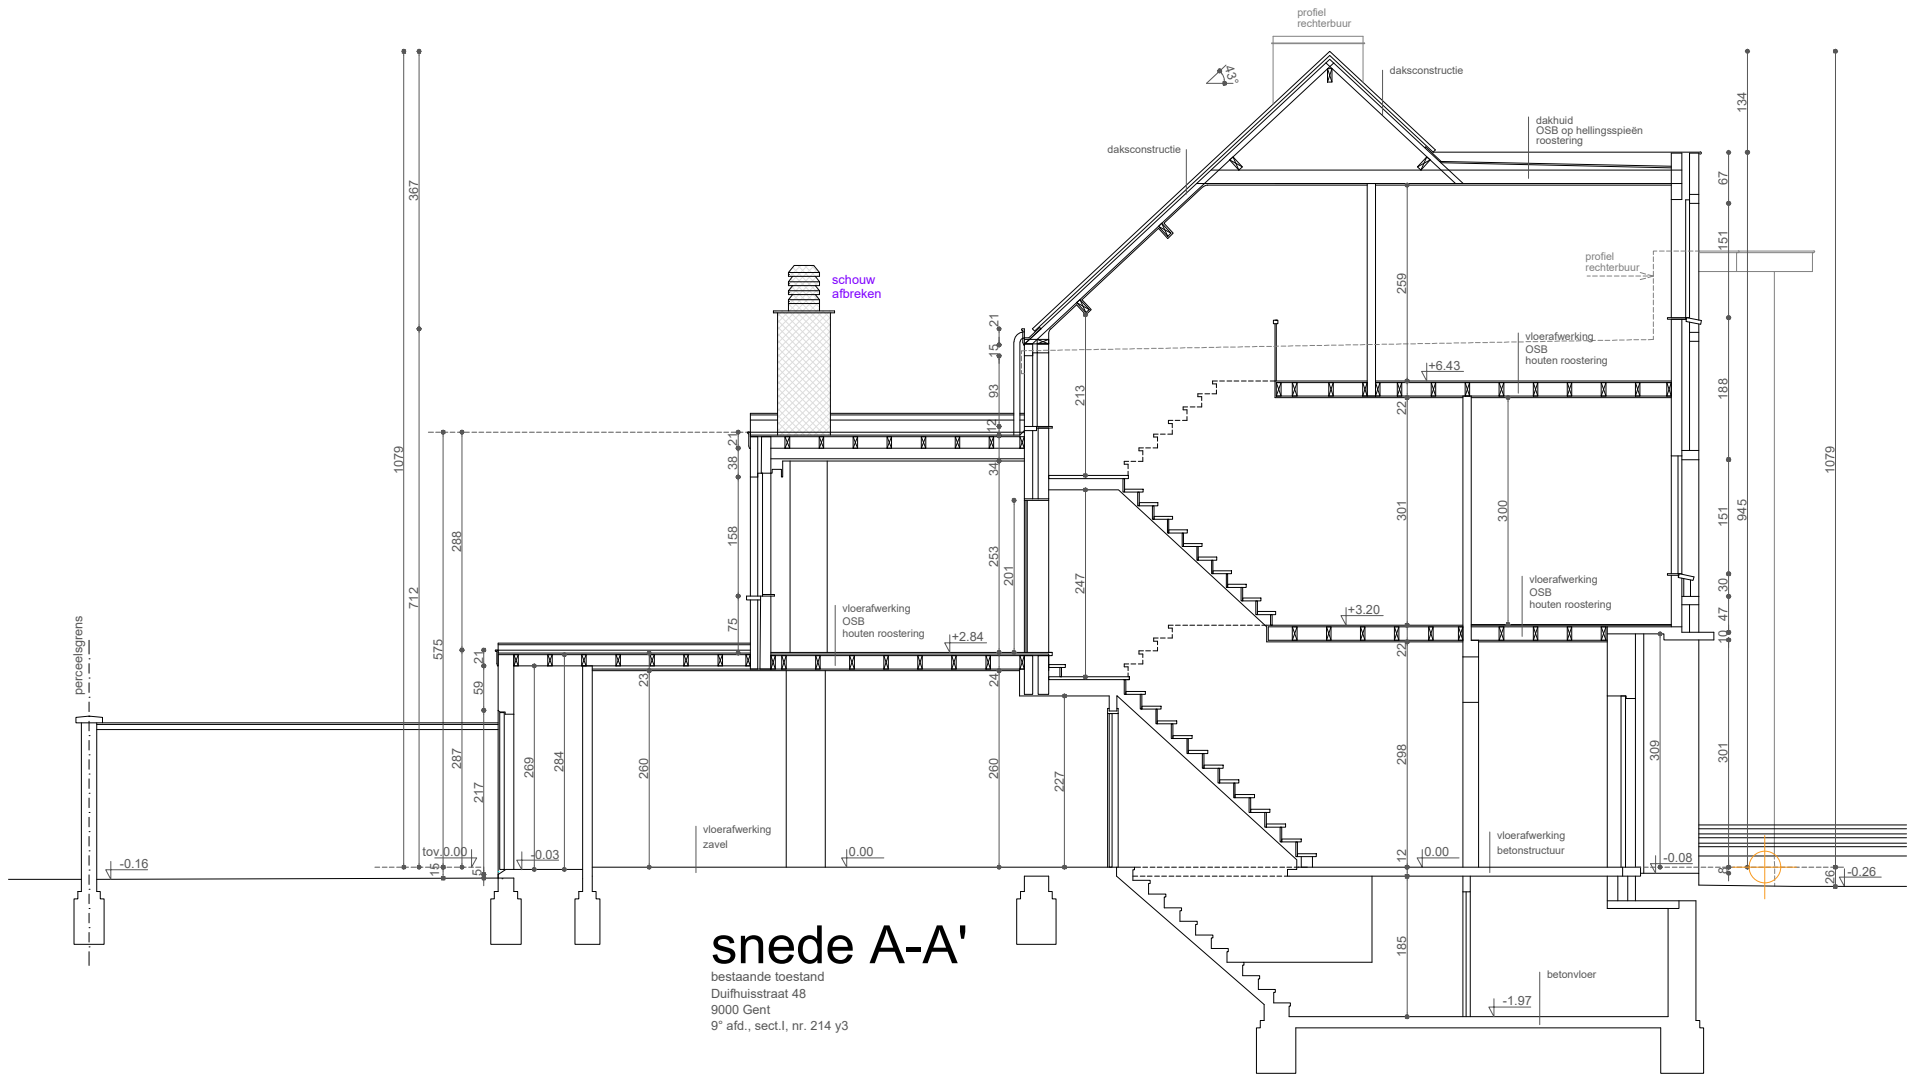 profiel
rechterbuur
43°
daksconstructie
dakhuid
OSB op hellingsspieën
roostering
daksconstructie
134
67
367
151
profiel
rechterbuur
259
schouw
afbreken
21
15
93
12
34
213
vloerafwerking
OSB
houten roostering
+6.43
22
188
1079
712
575
288
21
38
158
75
253
201
247
301
300
151
945
1079
30
47
10
vloerafwerking
OSB
houten roostering
+2.84
+3.20
vloerafwerking
OSB
houten roostering
22
perceelsgrens
21
59
23
24
287
217
269
284
260
260
227
298
309
301
vloerafwerking
zavel
vloerafwerking
betonstructuur
tov.0.00
-0.03
0.00
12
0.00
-0.08
-0.16
15
5
8
26
-0.26
snede A-A'
bestaande toestand
Duifhuisstraat 48
9000 Gent
9° afd., sect.I, nr. 214 y3
185
betonvloer
-1.97